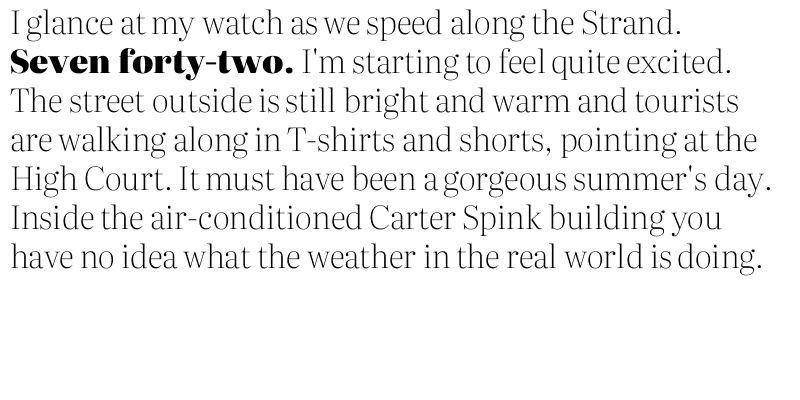 I glance at my watch as we speed along the Strand.
Seven forty-two. I'm starting to feel quite excited.
The street outside is still bright and warm and tourists
are walking along in T-shirts and shorts, pointing at the
High Court. It must have been a gorgeous summer's day.
Inside the air-conditioned Carter Spink building you
have no idea what the weather in the real world is doing.